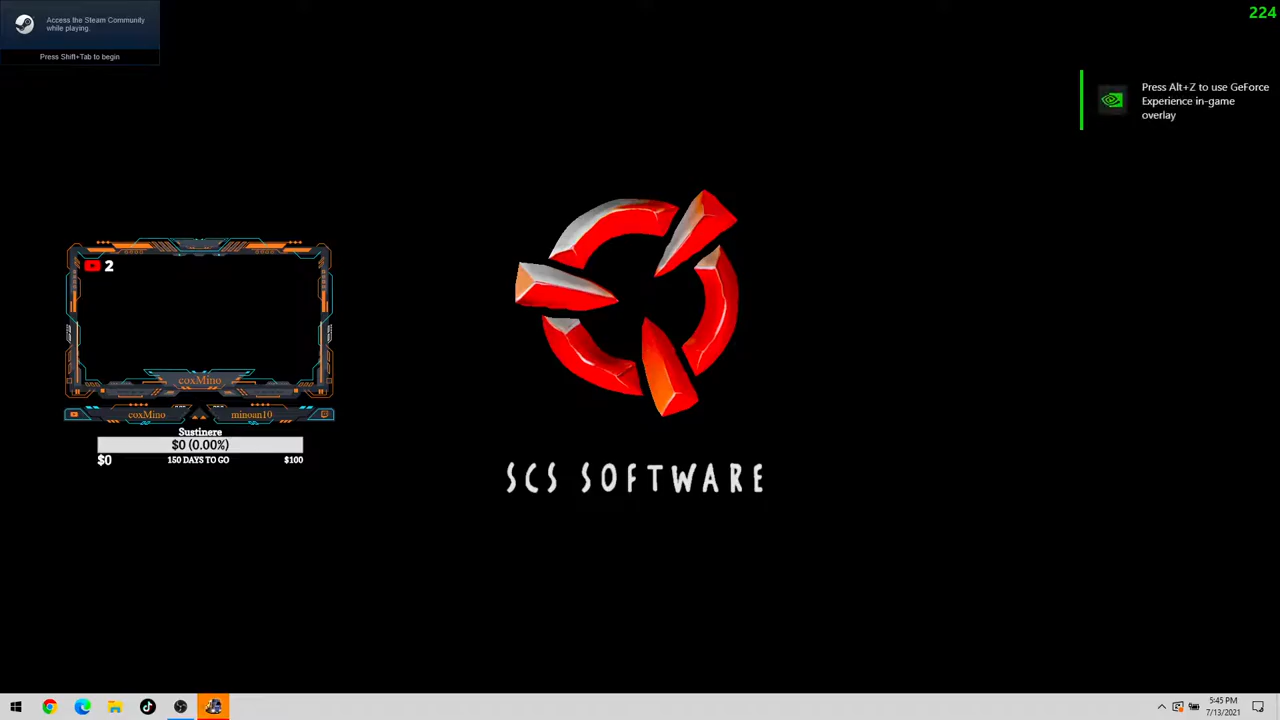 Access the Steam Community
while playing.
Press Shift+Tab to begin
224
Press Alt+Z to use GeForce
Experience in-game
overlay
2
coxMino
coxMino
minoan10
Sustinere
$0 (0.00%)
$0
150 DAYS TO GO
$100
SCS SOFTWARE
5:45 PM
7/13/2021